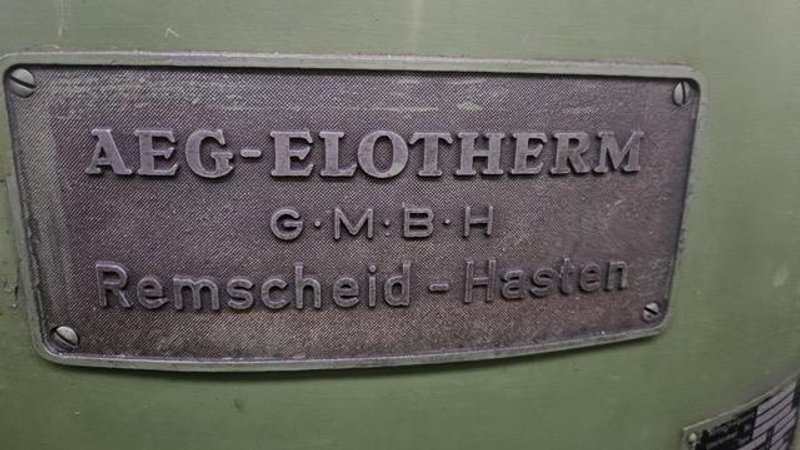 AEG-ELOTHERM
G·M·B·H
Remscheid - Hasten